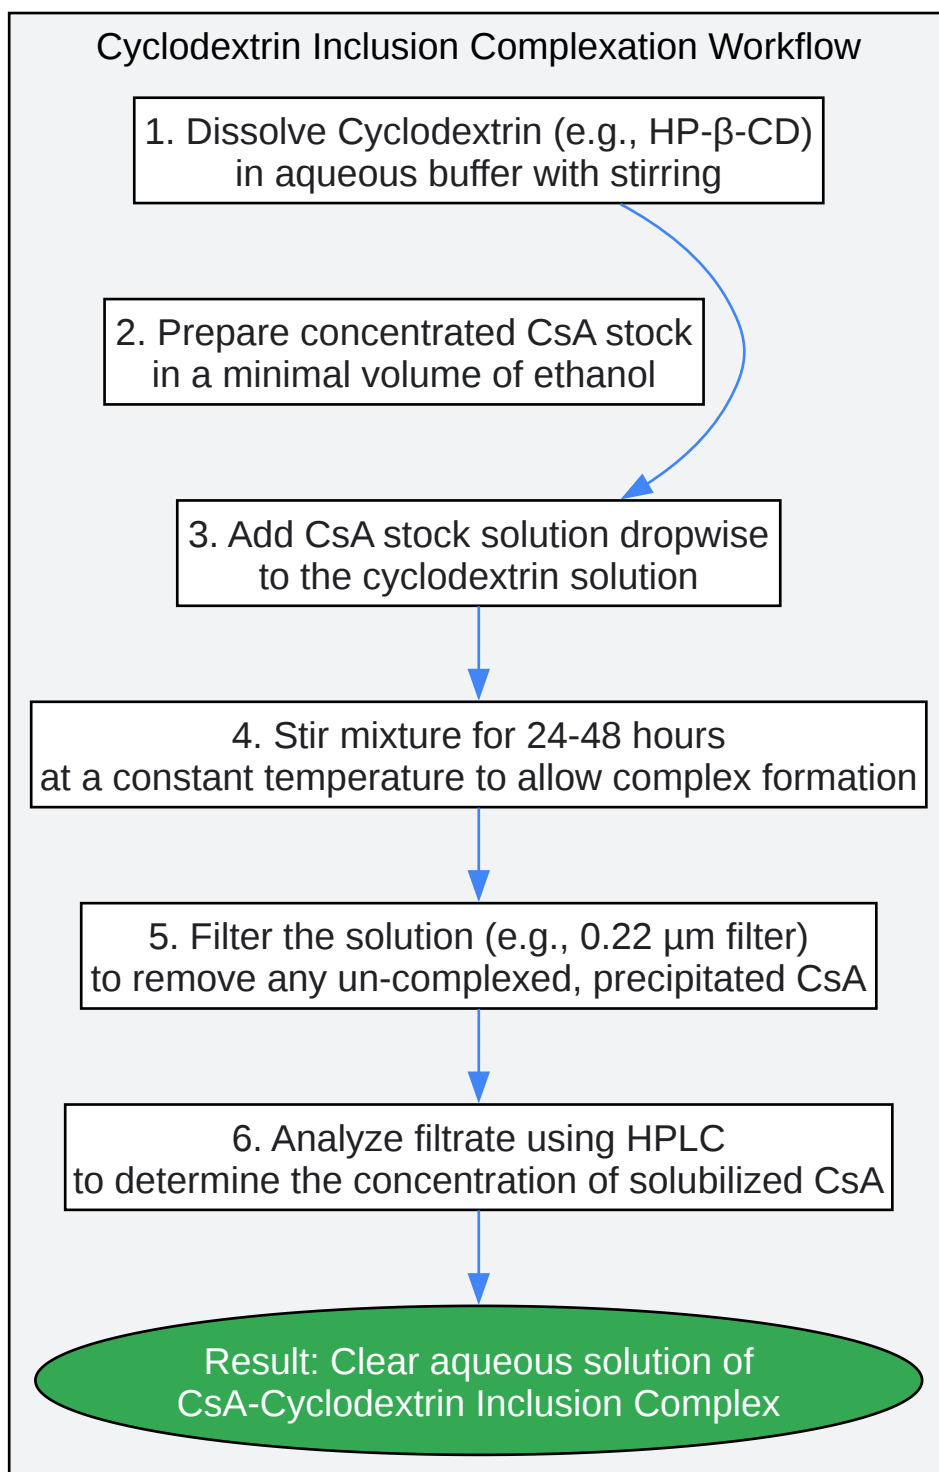 Cyclodextrin Inclusion Complexation Workflow
1. Dissolve Cyclodextrin (e.g., HP-β-CD)
in aqueous buffer with stirring
2. Prepare concentrated CsA stock
in a minimal volume of ethanol
3. Add CsA stock solution dropwise
to the cyclodextrin solution
4. Stir mixture for 24-48 hours
at a constant temperature to allow complex formation
5. Filter the solution (e.g., 0.22 µm filter)
to remove any un-complexed, precipitated CsA
6. Analyze filtrate using HPLC
to determine the concentration of solubilized CsA
Result: Clear aqueous solution of
CsA-Cyclodextrin Inclusion Complex